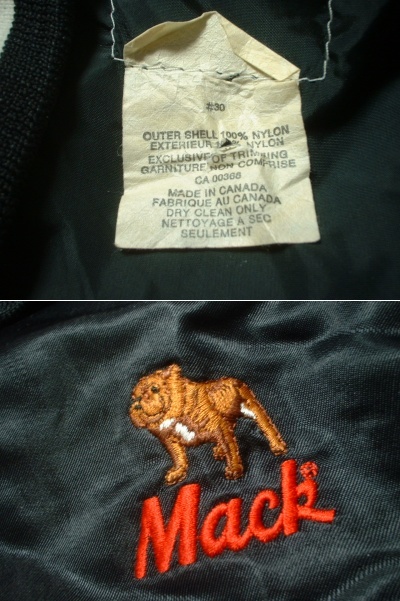 #30
OUTER SHELL 100% NYLON
EXTERIEUR 100% NYLON
EXCLUSIVE OF TRIMMING
GARNITURE NON COMPRISE
CA 00366
MADE IN CANADA
FABRIQUE AU CANADA
DRY CLEAN ONLY
NETTOYAGE A SEC
SEULEMENT
Mack®